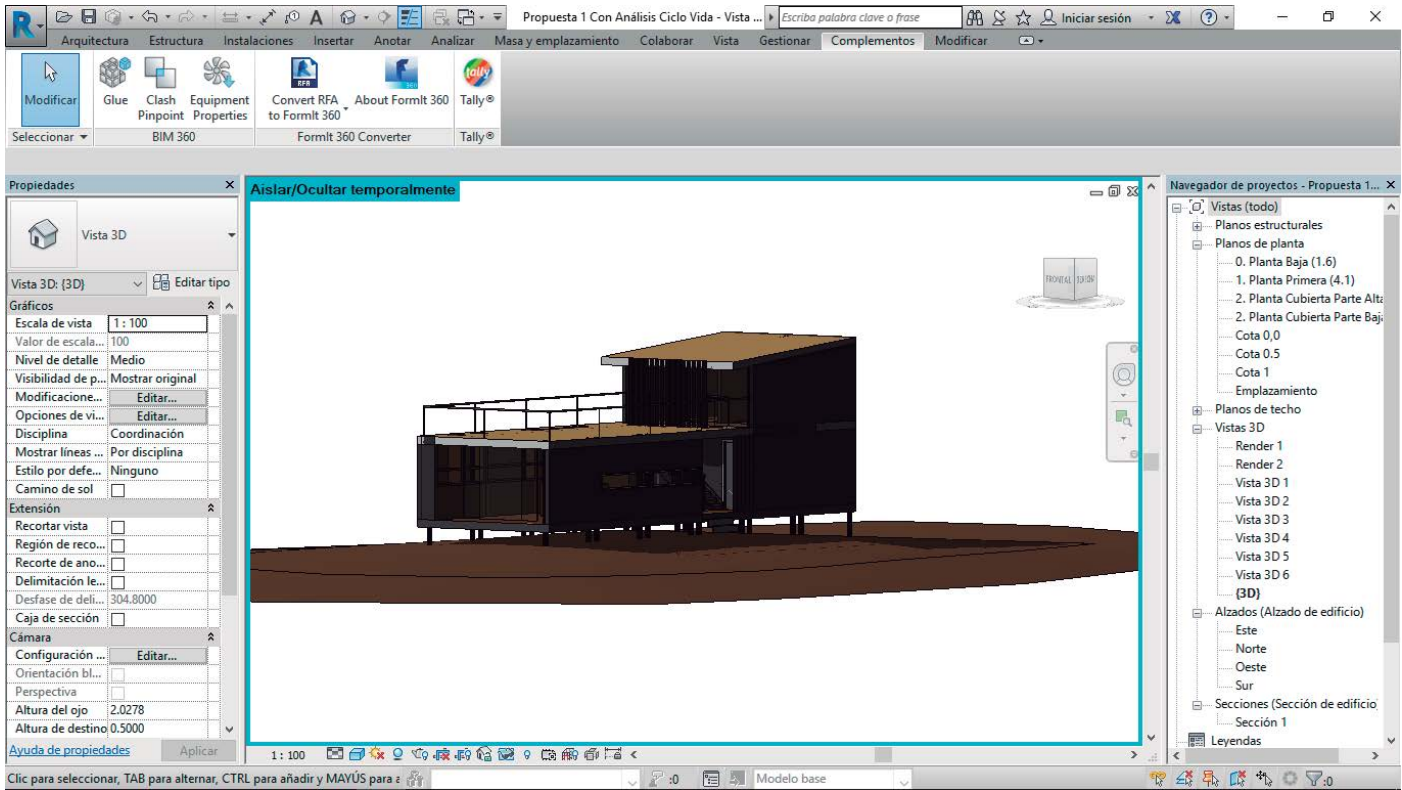 Propuesta 1 Con Análisis Ciclo Vida - Vista ...
Escriba palabra clave o frase
Iniciar sesión
Arquitectura Estructura Instalaciones Insertar Anotar Analizar Masa y emplazamiento Colaborar Vista Gestionar Complementos Modificar
Modificar
Glue
Clash Pinpoint
Equipment Properties
Convert RFA to FormIt 360
About FormIt 360
Tally®
Seleccionar
BIM 360
FormIt 360 Converter
Tally®
Propiedades
Vista 3D
Vista 3D: {3D}
Editar tipo
Gráficos
Escala de vista 1 : 100
Valor de escala... 100
Nivel de detalle Medio
Visibilidad de p... Mostrar original
Modificacione... Editar...
Opciones de vi... Editar...
Disciplina Coordinación
Mostrar líneas ... Por disciplina
Estilo por defe... Ninguno
Camino de sol
Extensión
Recortar vista
Región de reco...
Recorte de ano...
Delimitación le...
Desfase de deli... 304.8000
Caja de sección
Cámara
Configuración ... Editar...
Orientación bl...
Perspectiva
Altura del ojo 2.0278
Altura de destino 0.5000
Ayuda de propiedades
Aplicar
Aislar/Ocultar temporalmente
FRONTAL
1 : 100
Navegador de proyectos - Propuesta 1...
Vistas (todo)
Planos estructurales
Planos de planta
0. Planta Baja (1.6)
1. Planta Primera (4.1)
2. Planta Cubierta Parte Alta
2. Planta Cubierta Parte Baj
Cota 0,0
Cota 0.5
Cota 1
Emplazamiento
Planos de techo
Vistas 3D
Render 1
Render 2
Vista 3D 1
Vista 3D 2
Vista 3D 3
Vista 3D 4
Vista 3D 5
Vista 3D 6
{3D}
Alzados (Alzado de edificio)
Este
Norte
Oeste
Sur
Secciones (Sección de edificio
Sección 1
Leyendas
Clic para seleccionar, TAB para alternar, CTRL para añadir y MAYÚS para
:0
Modelo base
:0